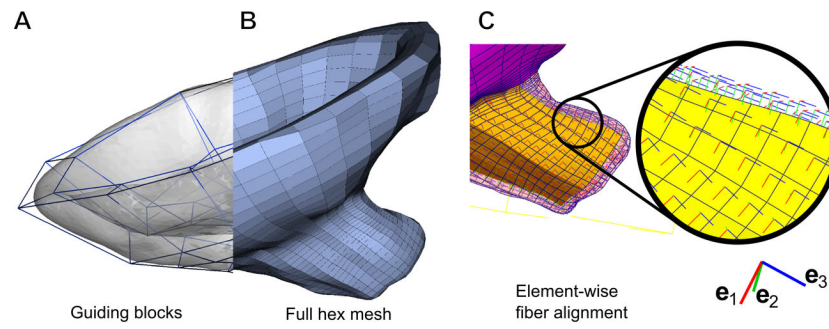 A
B
C
Guiding blocks
Full hex mesh
Element-wise
fiber alignment
e1
e2
e3